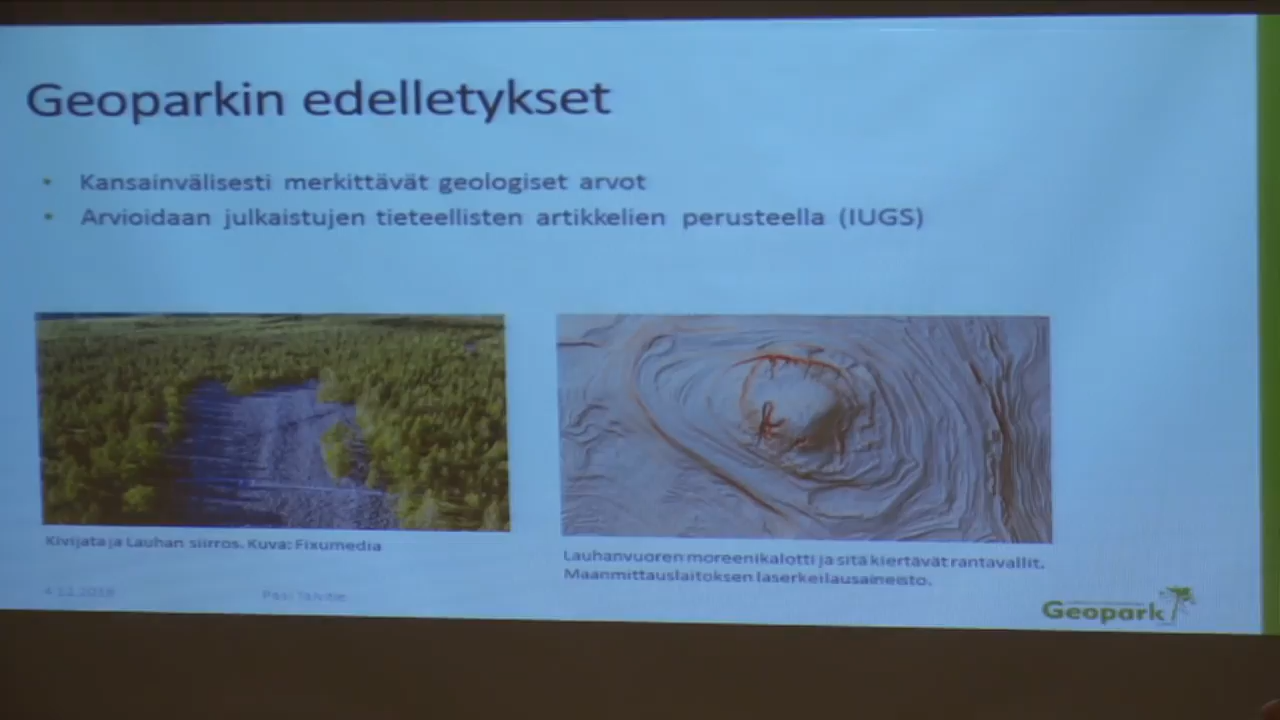 Geoparkin edelletykset
• Kansainvälisesti merkittävät geologiset arvot
• Arvioidaan julkaistujen tieteellisten artikkelien perusteella (IUGS)
Kivijata ja Lauhan siirros. Kuva: Fixumedia
Lauhanvuoren moreenikalotti ja sitä kiertävät rantavallit.
Maanmittauslaitoksen laserkeilausaineisto.
Geopark